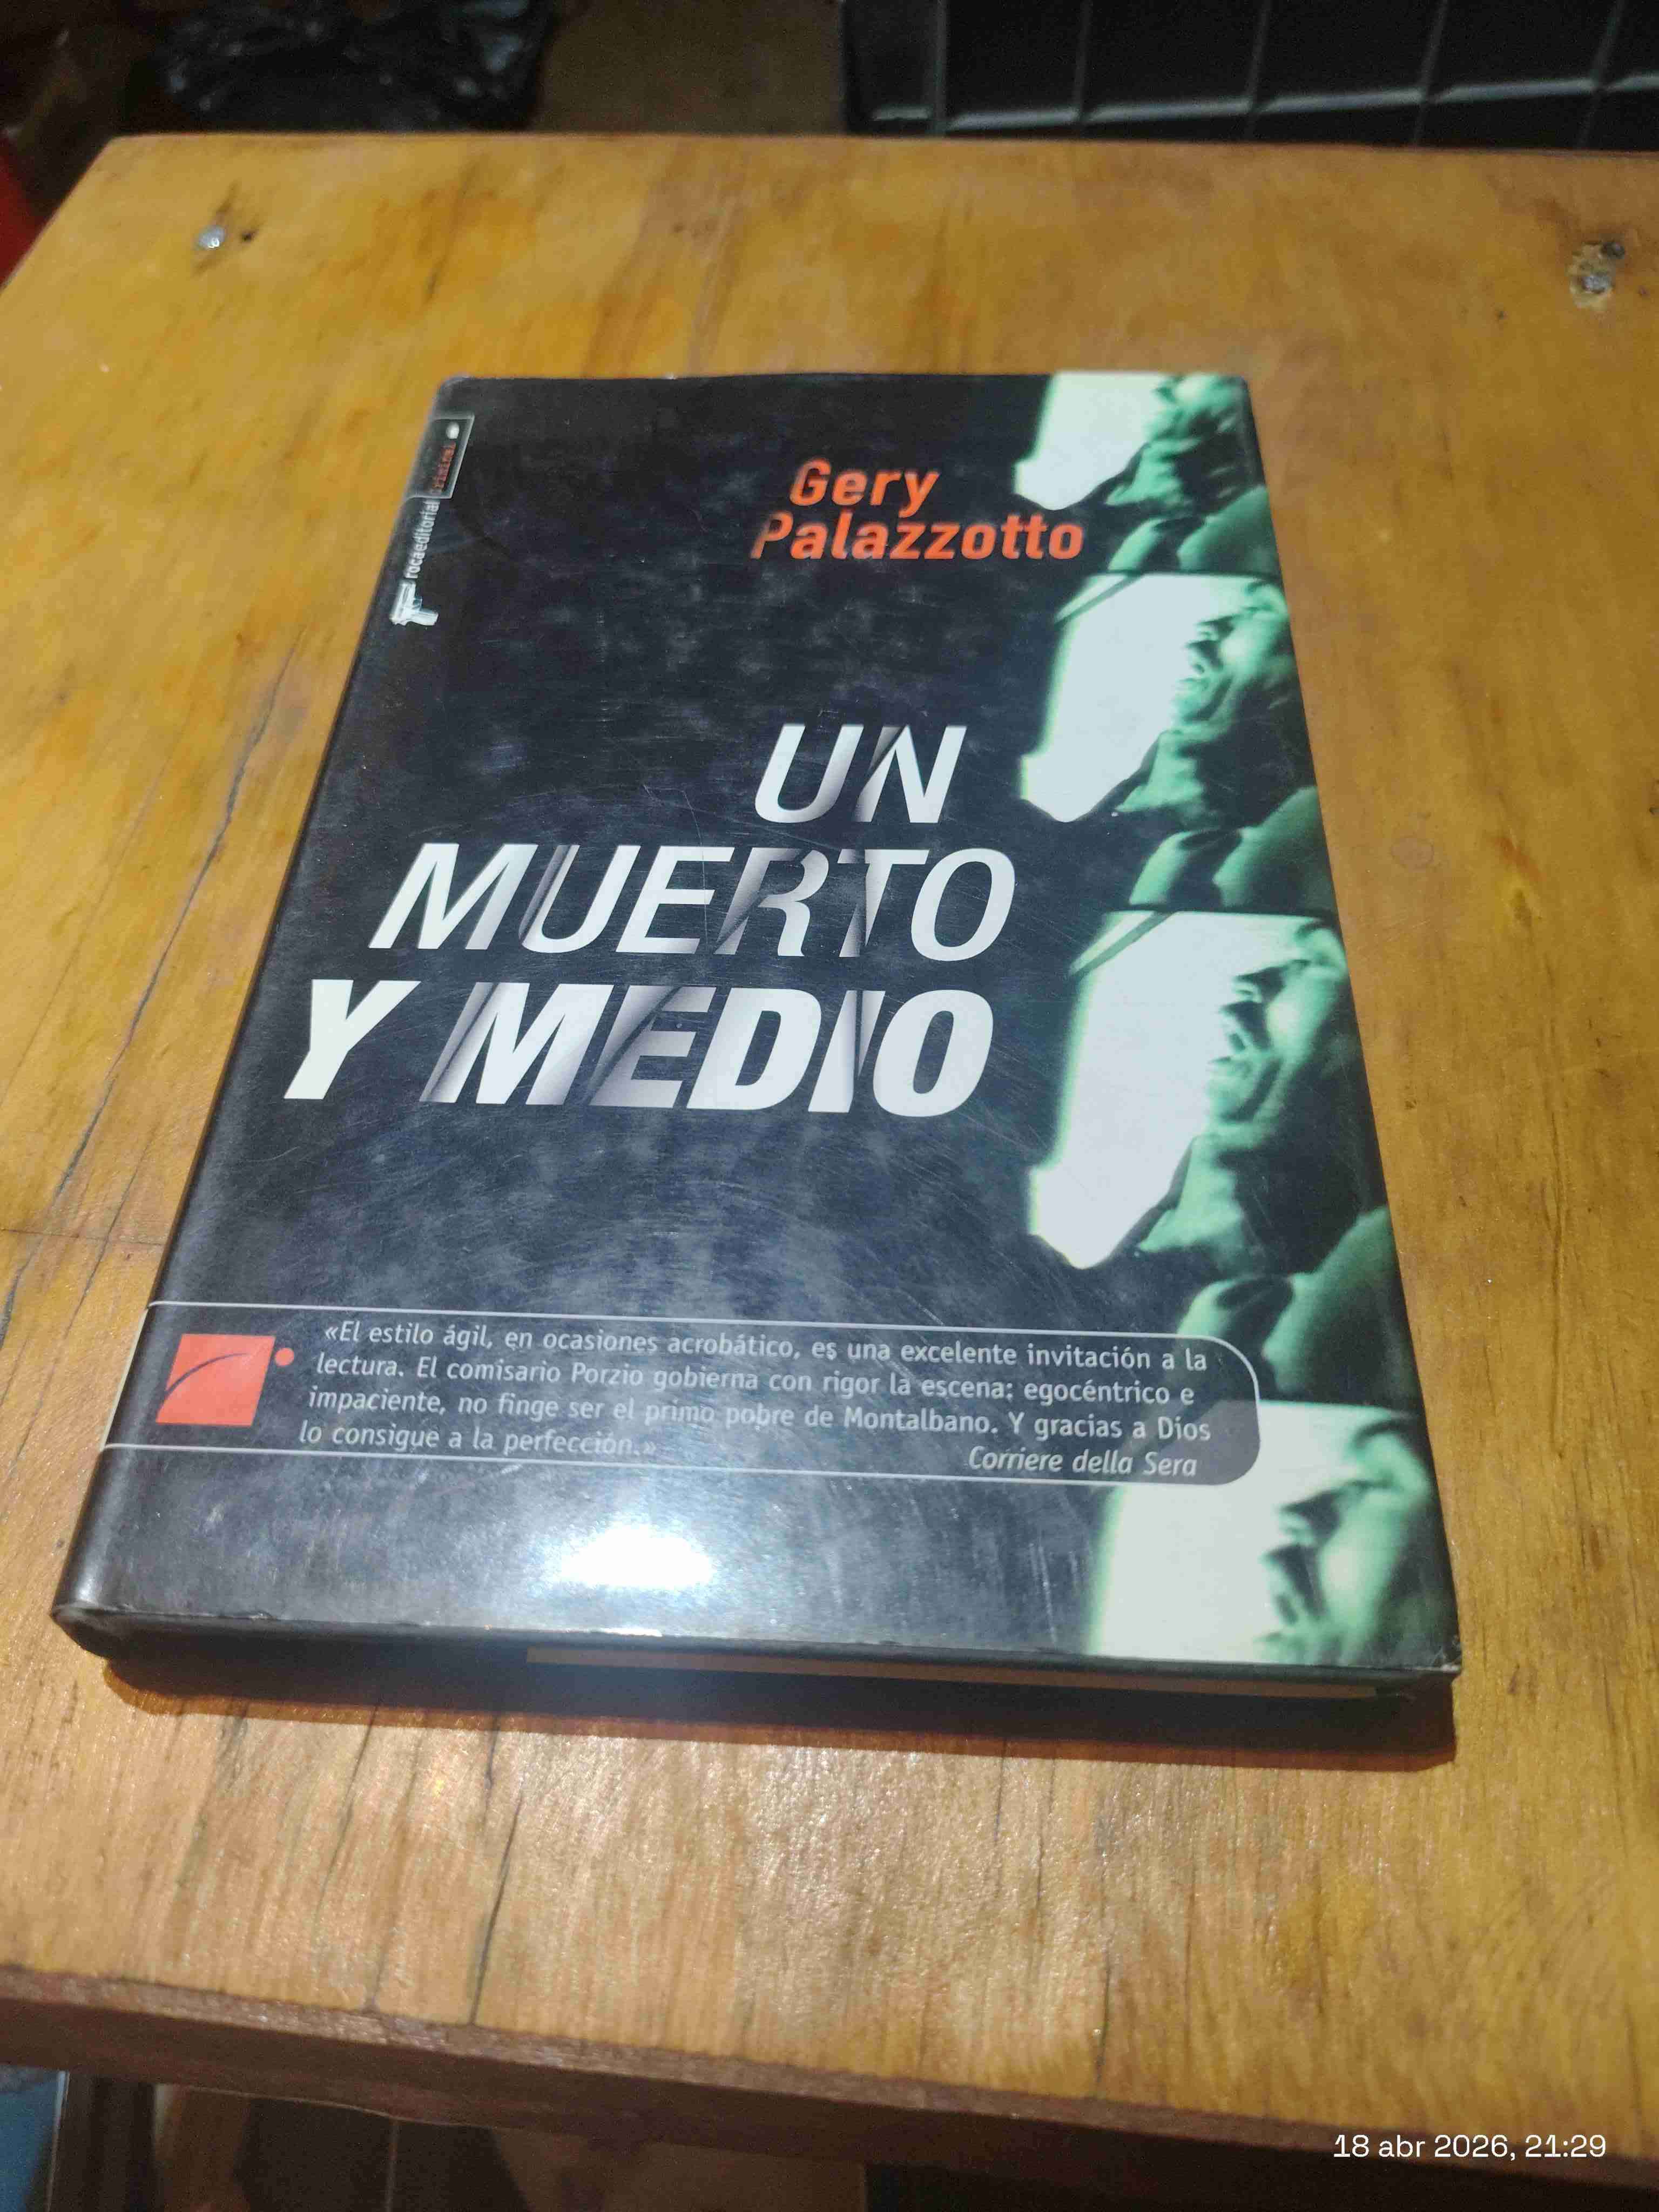 rocaeditorial criminal
Gery
Palazzotto
UN
MUERTO
Y MEDIO
«El estilo ágil, en ocasiones acrobático, es una excelente invitación a la
lectura. El comisario Porzio gobierna con rigor la escena: egocéntrico e
impaciente, no finge ser el primo pobre de Montalbano. Y gracias a Dios
lo consigue a la perfección.»
Corriere della Sera
18 abr 2026, 21:29